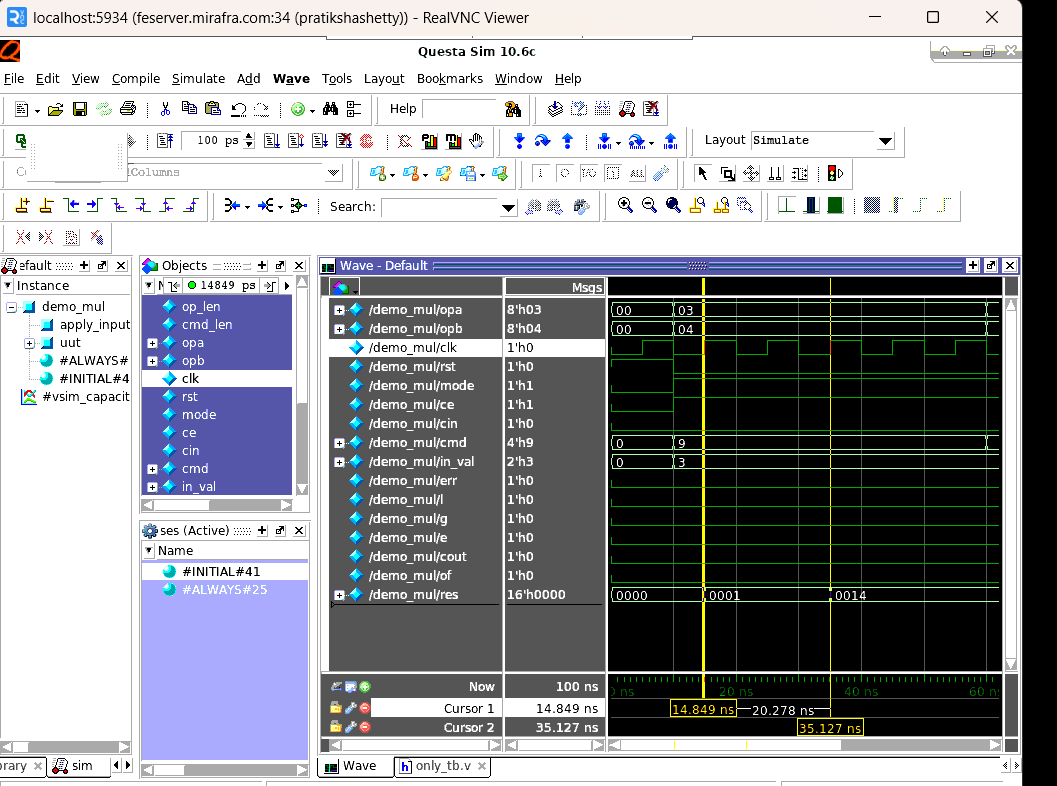 localhost:5934 (feserver.mirafra.com:34 (pratikshashetty)) - RealVNC Viewer
Questa Sim 10.6c
File Edit View Compile Simulate Add Wave Tools Layout Bookmarks Window Help
Help
100 ps Layout Simulate
Columns
Search:
efault Objects Wave - Default
Instance 14849 ps Msgs
demo_mul
apply_input
uut
#ALWAYS#
#INITIAL#4
#vsim_capacit
op_len
cmd_len
opa
opb
clk
rst
mode
ce
cin
cmd
in_val
/demo_mul/opa 8'h03 00 03
/demo_mul/opb 8'h04 00 04
/demo_mul/clk 1'h0
/demo_mul/rst 1'h0
/demo_mul/mode 1'h1
/demo_mul/ce 1'h1
/demo_mul/cin 1'h0
/demo_mul/cmd 4'h9 0 9
/demo_mul/in_val 2'h3 0 3
/demo_mul/err 1'h0
/demo_mul/l 1'h0
/demo_mul/g 1'h0
/demo_mul/e 1'h0
/demo_mul/cout 1'h0
/demo_mul/of 1'h0
/demo_mul/res 16'h0000 0000 0001 0014
ses (Active)
Name
#INITIAL#41
#ALWAYS#25
Now 100 ns ns 20 ns 40 ns 60 n
Cursor 1 14.849 ns 14.849 ns 20.278 ns
Cursor 2 35.127 ns 35.127 ns
rary sim Wave only_tb.v